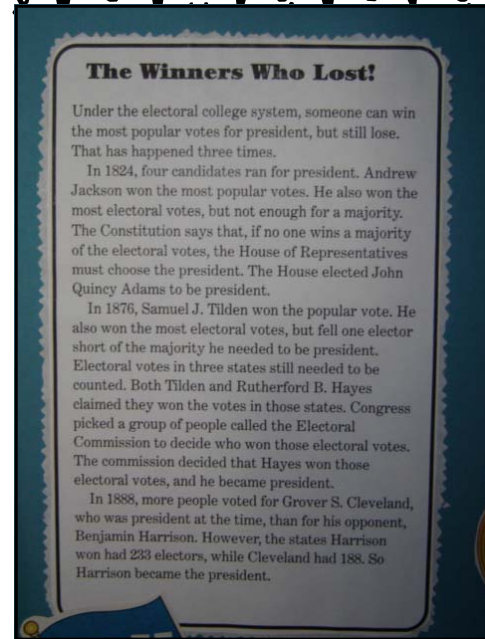 The Winners Who Lost!
Under the electoral college system, someone can win
the most popular votes for president, but still lose.
That has happened three times.
In 1824, four candidates ran for president. Andrew
Jackson won the most popular votes. He also won the
most electoral votes, but not enough for a majority.
The Constitution says that, if no one wins a majority
of the electoral votes, the House of Representatives
must choose the president. The House elected John
Quincy Adams to be president.
In 1876, Samuel J. Tilden won the popular vote. He
also won the most electoral votes, but fell one elector
short of the majority he needed to be president.
Electoral votes in three states still needed to be
counted. Both Tilden and Rutherford B. Hayes
claimed they won the votes in those states. Congress
picked a group of people called the Electoral
Commission to decide who won those electoral votes.
The commission decided that Hayes won those
electoral votes, and he became president.
In 1888, more people voted for Grover S. Cleveland,
who was president at the time, than for his opponent,
Benjamin Harrison. However, the states Harrison
won had 233 electors, while Cleveland had 188. So
Harrison became the president.